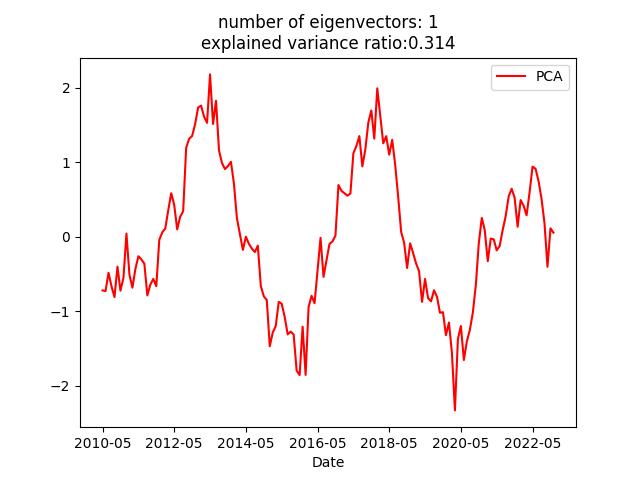 number of eigenvectors: 1
explained variance ratio:0.314
PCA
2
1
0
−1
−2
2010-05 2012-05 2014-05 2016-05 2018-05 2020-05 2022-05
Date